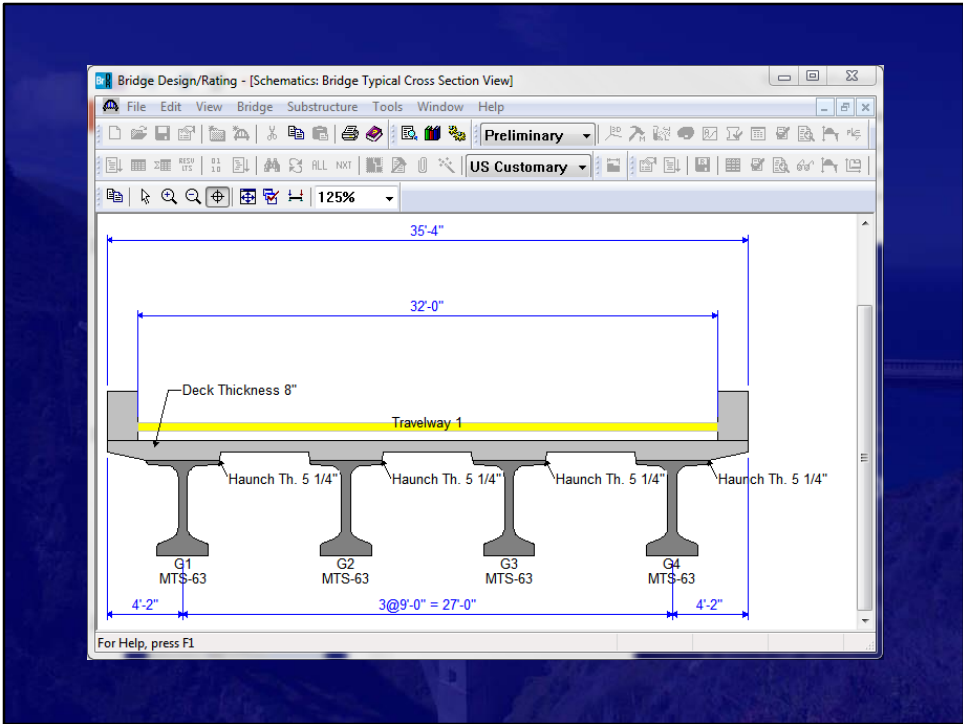 Br Bridge Design/Rating - [Schematics: Bridge Typical Cross Section View]
File Edit View Bridge Substructure Tools Window Help
Preliminary
ALL NXT US Customary
125%
35'-4"
32'-0"
Deck Thickness 8"
Travelway 1
Haunch Th. 5 1/4" Haunch Th. 5 1/4" Haunch Th. 5 1/4" Haunch Th. 5 1/4"
G1 G2 G3 G4
MTS-63 MTS-63 MTS-63 MTS-63
4'-2" 3@9'-0" = 27'-0" 4'-2"
For Help, press F1